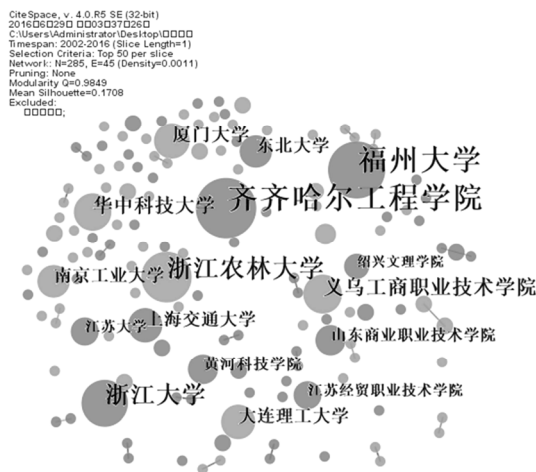 CiteSpace, v. 4.0.R5 SE (32-bit)
2016 6 29 03 37 26
C:\Users\Administrator\Desktop\
Timespan: 2002-2016 (Slice Length=1)
Selection Criteria: Top 50 per slice
Network: N=285, E=45 (Density=0.0011)
Pruning: None
Modularity Q=0.9849
Mean Silhouette=0.1708
Excluded:
厦门大学
东北大学
福州大学
齐齐哈尔工程学院
华中科技大学
绍兴文理学院
浙江农林大学
南京工业大学
义乌工商职业技术学院
上海交通大学
江苏大学
山东商业职业技术学院
黄河科技学院
江苏经贸职业技术学院
浙江大学
大连理工大学